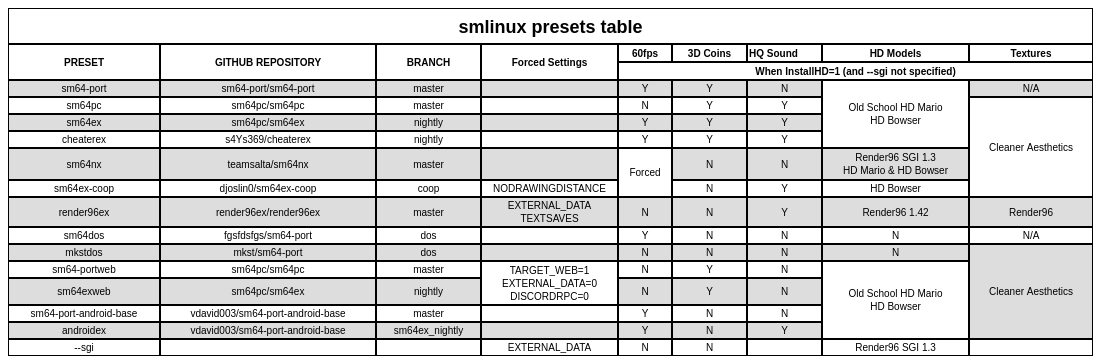 smlinux presets table
PRESET GITHUB REPOSITORY BRANCH Forced Settings 60fps 3D Coins HQ Sound HD Models Textures
When InstallHD=1 (and --sgi not specified)
sm64-port sm64-port/sm64-port master Y Y N N/A
sm64pc sm64pc/sm64pc master N Y Y
Old School HD Mario
HD Bowser
sm64ex sm64pc/sm64ex nightly Y Y Y
cheaterex s4Ys369/cheaterex nightly Y Y Y
Cleaner Aesthetics
sm64nx teamsalta/sm64nx master Forced N N
Render96 SGI 1.3
HD Mario & HD Bowser
sm64ex-coop djoslin0/sm64ex-coop coop NODRAWINGDISTANCE N Y HD Bowser
render96ex render96ex/render96ex master
EXTERNAL_DATA
TEXTSAVES
N N Y Render96 1.42 Render96
sm64dos fgsfdsfgs/sm64-port dos Y N N N N/A
mkstdos mkst/sm64-port dos N N N N
sm64-portweb sm64pc/sm64pc master N Y N
TARGET_WEB=1
EXTERNAL_DATA=0
DISCORDRPC=0
sm64exweb sm64pc/sm64ex nightly N Y N
Old School HD Mario
HD Bowser
Cleaner Aesthetics
sm64-port-android-base vdavid003/sm64-port-android-base master Y N N
androidex vdavid003/sm64-port-android-base sm64ex_nightly Y N Y
--sgi EXTERNAL_DATA N N Render96 SGI 1.3